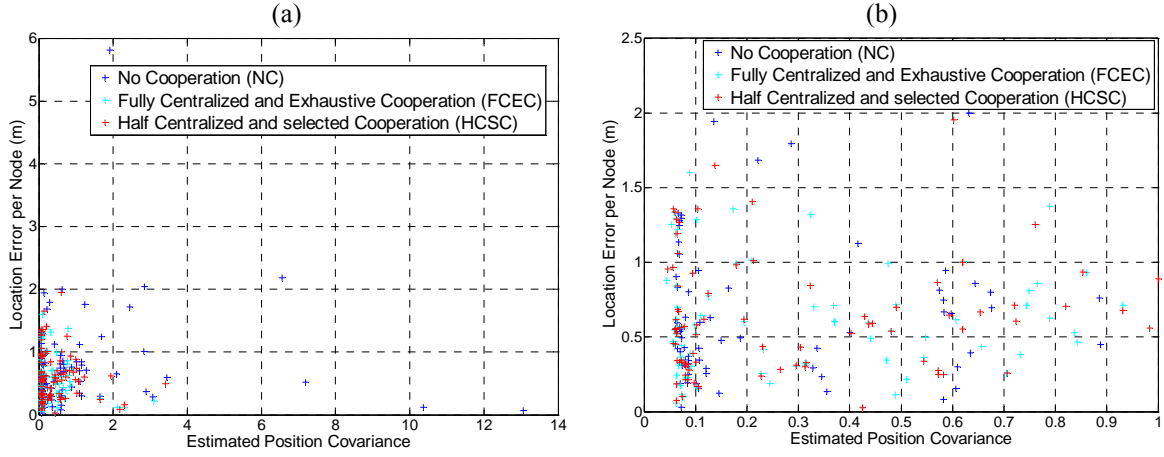 (a)
6
5
4
3
2
1
0
0 2 4 6 8 10 12 14
Location Error per Node (m)
Estimated Position Covariance
No Cooperation (NC)
Fully Centralized and Exhaustive Cooperation (FCEC)
Half Centralized and selected Cooperation (HCSC)
(b)
2.5
2
1.5
1
0.5
0
0 0.1 0.2 0.3 0.4 0.5 0.6 0.7 0.8 0.9 1
Location Error per Node (m)
Estimated Position Covariance
No Cooperation (NC)
Fully Centralized and Exhaustive Cooperation (FCEC)
Half Centralized and selected Cooperation (HCSC)